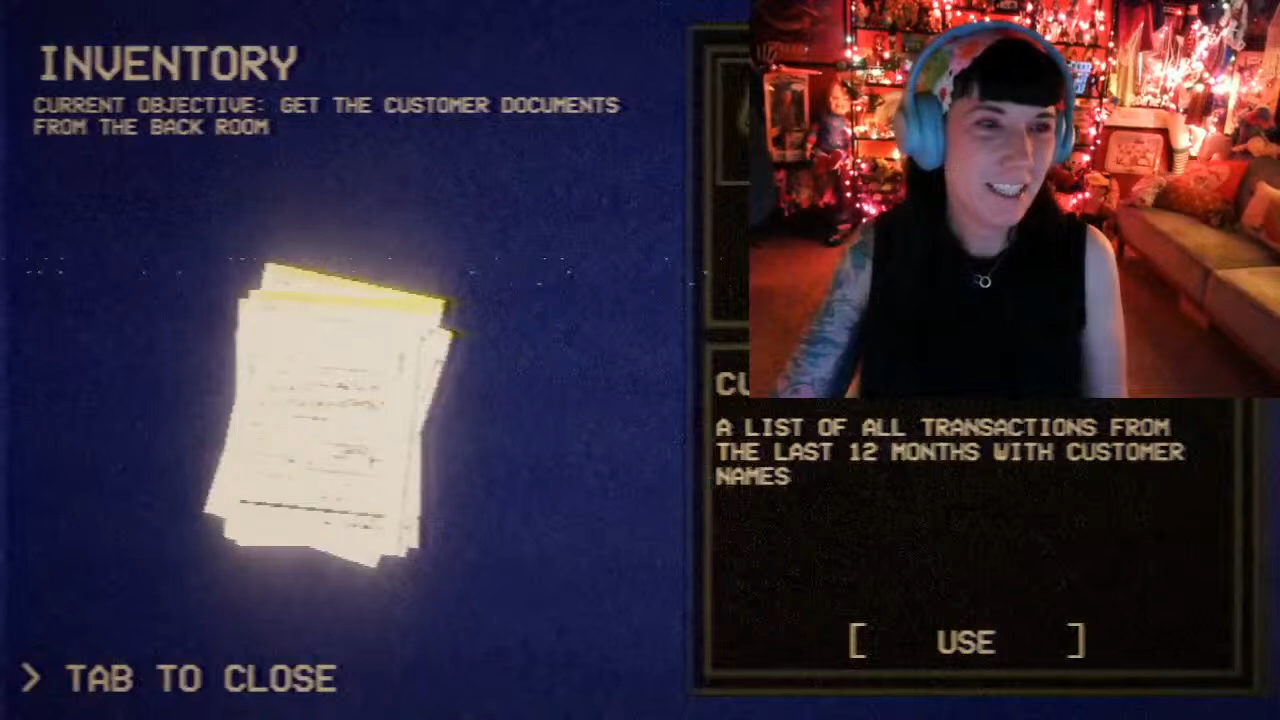 INVENTORY
CURRENT OBJECTIVE: GET THE CUSTOMER DOCUMENTS
FROM THE BACK ROOM
CU
A LIST OF ALL TRANSACTIONS FROM
THE LAST 12 MONTHS WITH CUSTOMER
NAMES
[ USE ]
> TAB TO CLOSE